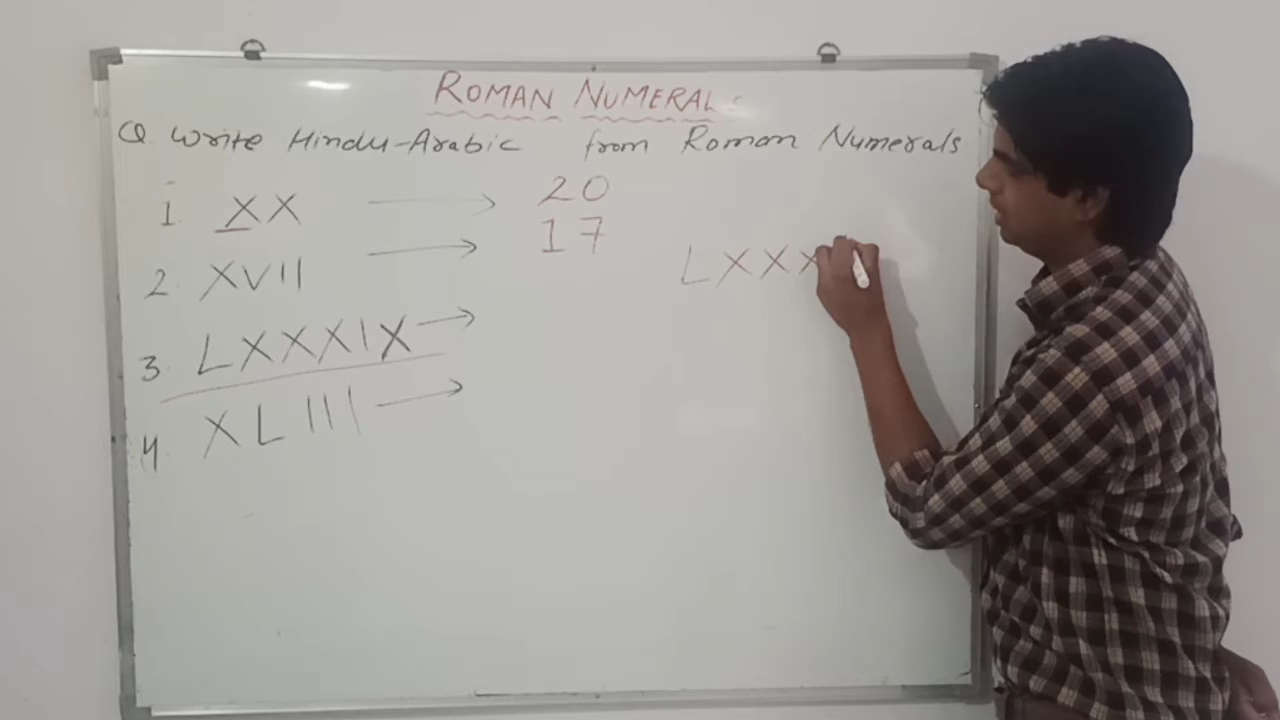 ROMAN NUMERALS
Q Write Hindu-Arabic from Roman Numerals
1. XX → 20
2. XVII → 17
3. LXXXIX →
4. XLIII →
LXXX